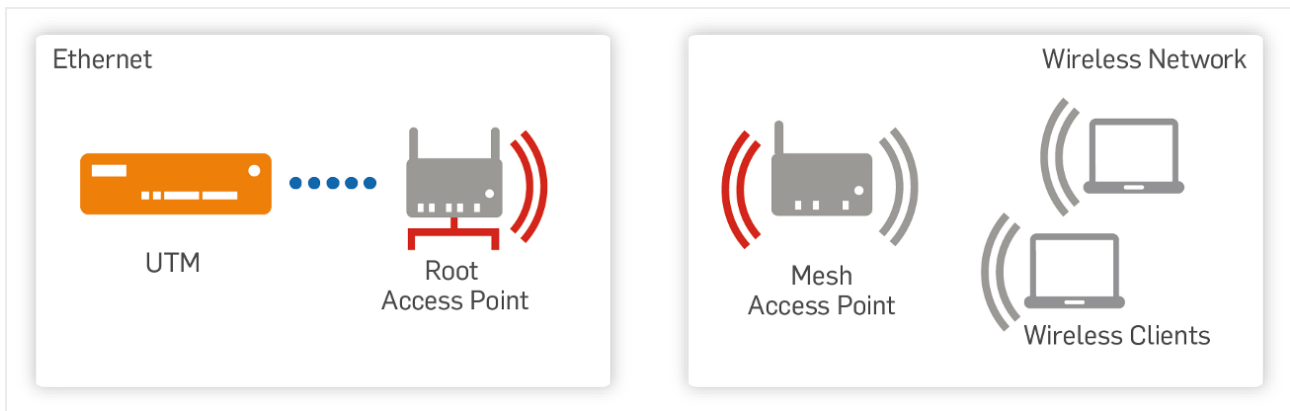 Ethernet
UTM
Root
Access Point
Wireless Network
Mesh
Access Point
Wireless Clients